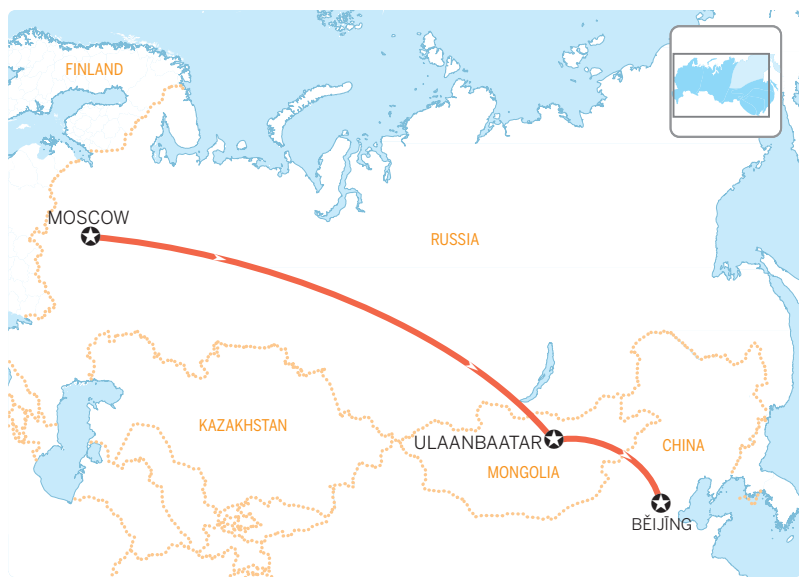 FINLAND
MOSCOW
RUSSIA
KAZAKHSTAN
ULAANBAATAR
CHINA
MONGOLIA
BĚIJĪNG